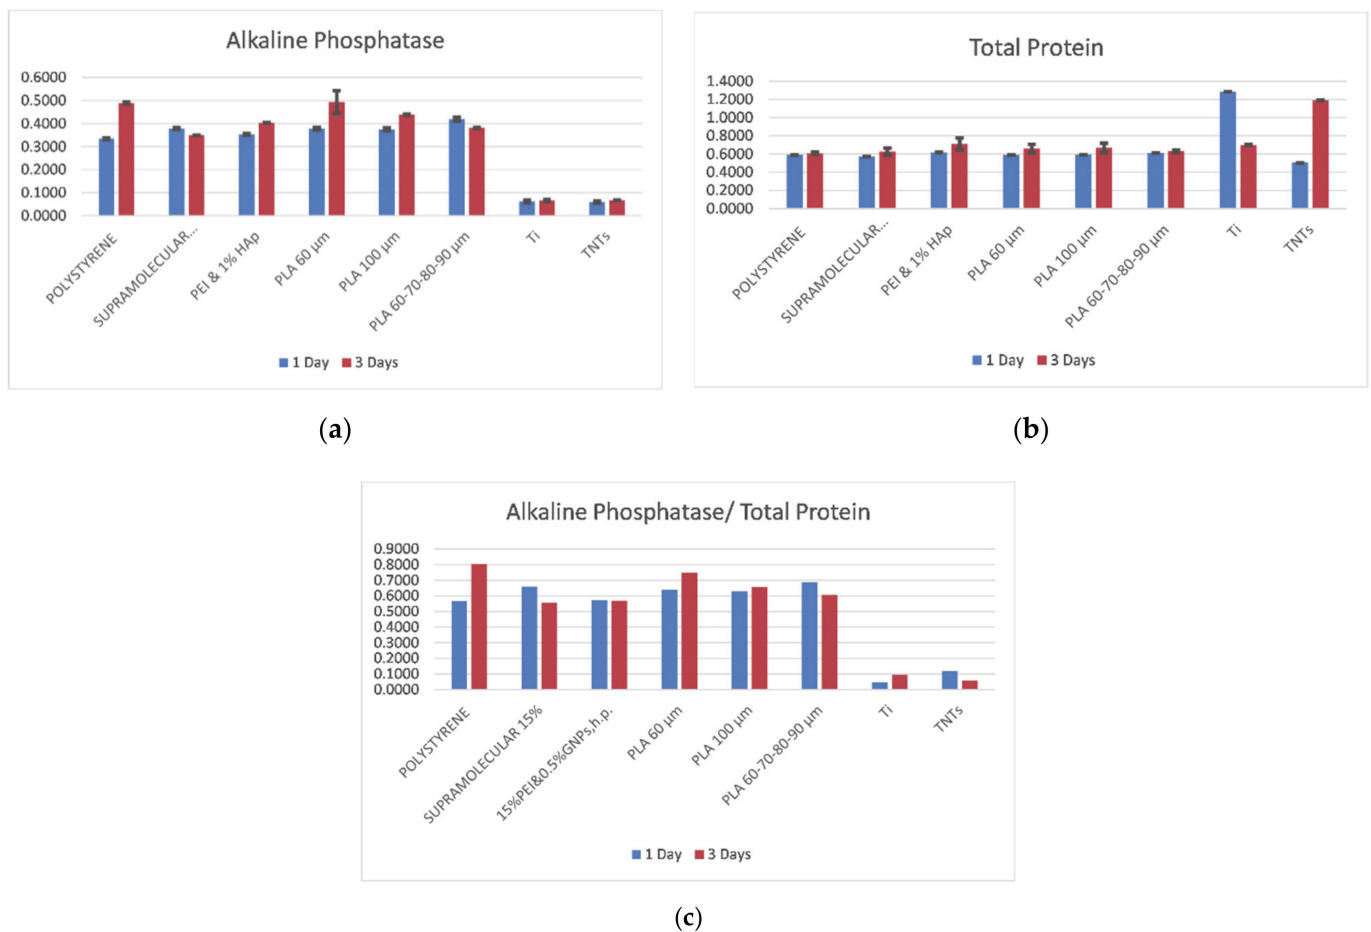 Alkaline Phosphatase
0.6000
0.5000
0.4000
0.3000
0.2000
0.1000
0.0000
POLYSTYRENE
SUPRAMOLECULAR...
PEI & 1% HAp
PLA 60 µm
PLA 100 µm
PLA 60-70-80-90 µm
Ti
TNTs
1 Day 3 Days
(a)
Total Protein
1.4000
1.2000
1.0000
0.8000
0.6000
0.4000
0.2000
0.0000
POLYSTYRENE
SUPRAMOLECULAR...
PEI & 1% HAp
PLA 60 µm
PLA 100 µm
PLA 60-70-80-90 µm
Ti
TNTs
1 Day 3 Days
(b)
Alkaline Phosphatase/ Total Protein
0.9000
0.8000
0.7000
0.6000
0.5000
0.4000
0.3000
0.2000
0.1000
0.0000
POLYSTYRENE
SUPRAMOLECULAR 15%
15%PEI&0.5%GNPs,h.p.
PLA 60 µm
PLA 100 µm
PLA 60-70-80-90 µm
Ti
TNTs
1 Day 3 Days
(c)